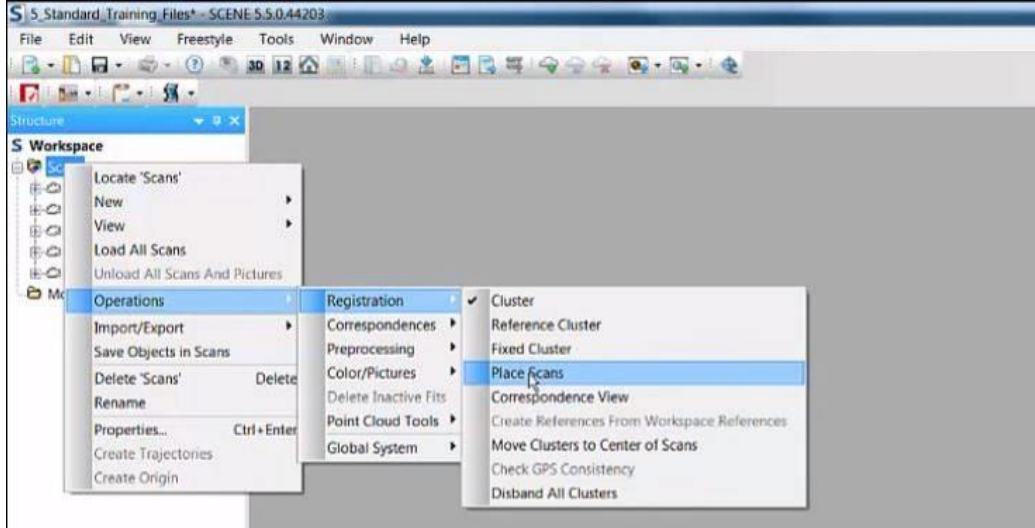 S 5_Standard_Training_Files* - SCENE 5.5.0.44203
File Edit View Freestyle Tools Window Help
3D 12
Structure
S Workspace
Locate 'Scans'
New
View
Load All Scans
Unload All Scans And Pictures
Operations
Import/Export
Save Objects in Scans
Delete 'Scans' Delete
Rename
Properties... Ctrl+Enter
Create Trajectories
Create Origin
Registration
Correspondences
Preprocessing
Color/Pictures
Delete Inactive Fits
Point Cloud Tools
Global System
Cluster
Reference Cluster
Fixed Cluster
Place Scans
Correspondence View
Create References From Workspace References
Move Clusters to Center of Scans
Check GPS Consistency
Disband All Clusters